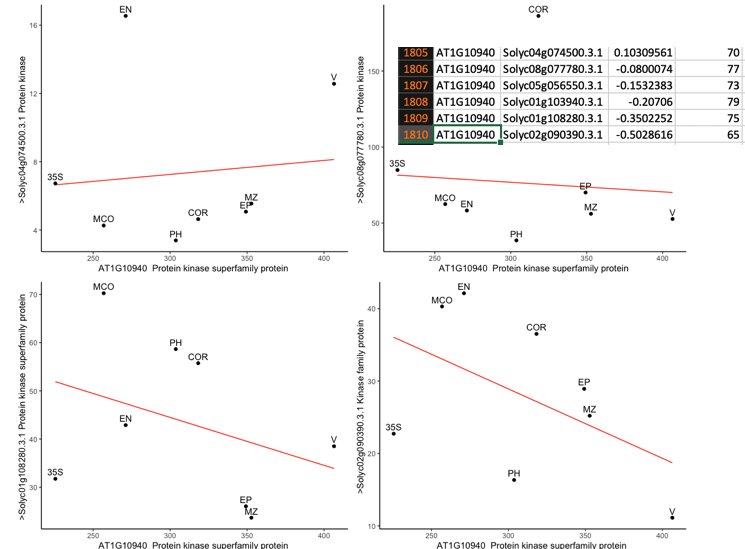 EN
16
V
12
>Solyc04g074500.3.1 Protein kinase
8
35S
MZ
EP
COR
MCO
4
PH
250 300 350 400
AT1G10940 Protein kinase superfamily protein
COR
1805 AT1G10940 Solyc04g074500.3.1 0.10309561 70
1806 AT1G10940 Solyc08g077780.3.1 -0.0800074 77
1807 AT1G10940 Solyc05g056550.3.1 -0.1532383 73
1808 AT1G10940 Solyc01g103940.3.1 -0.20706 79
1809 AT1G10940 Solyc01g108280.3.1 -0.3502252 75
1810 AT1G10940 Solyc02g090390.3.1 -0.5028616 65
150
>Solyc08g077780.3.1 Protein kinase superfamily protein
100
35S
EP
MCO
EN
MZ
V
50
PH
250 300 350 400
AT1G10940 Protein kinase superfamily protein
MCO
70
60
PH
COR
>Solyc01g108280.3.1 Protein kinase superfamily protein
50
EN
40
V
35S
30
EP
MZ
250 300 350 400
AT1G10940 Protein kinase superfamily protein
EN
MCO
40
COR
>Solyc02g090390.3.1 Kinase family protein
30
EP
MZ
35S
20
PH
V
10
250 300 350 400
AT1G10940 Protein kinase superfamily protein